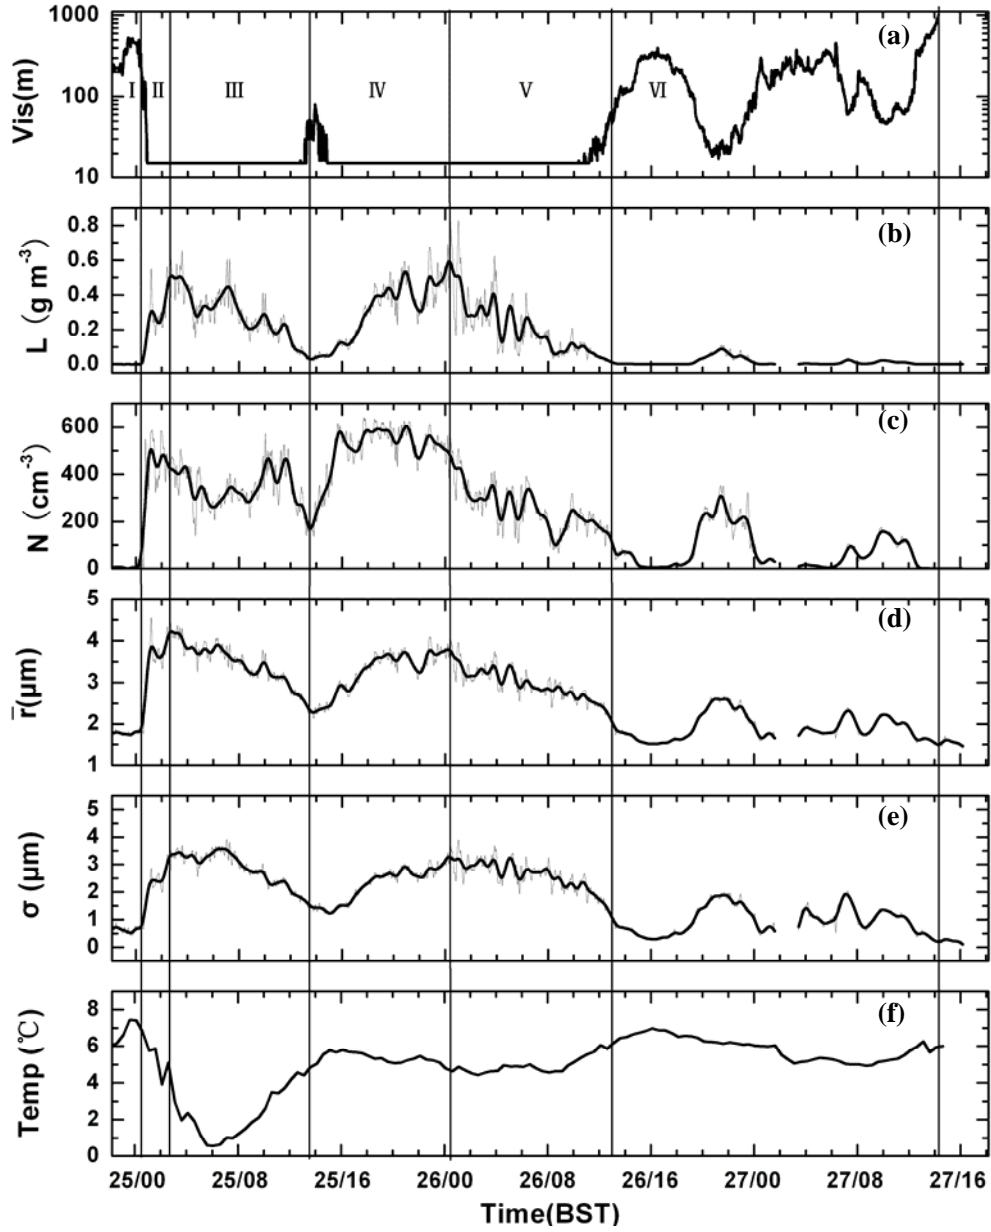 1000
100
10
Vis(m)
(a)
I II III IV V VI
0.8
0.6
0.4
0.2
0.0
L (g m-3)
(b)
600
400
200
0
N (cm-3)
(c)
5
4
3
2
1
r̄(μm)
(d)
5
4
3
2
1
0
σ (μm)
(e)
8
6
4
2
0
Temp (℃)
(f)
25/00 25/08 25/16 26/00 26/08 26/16 27/00 27/08 27/16
Time(BST)